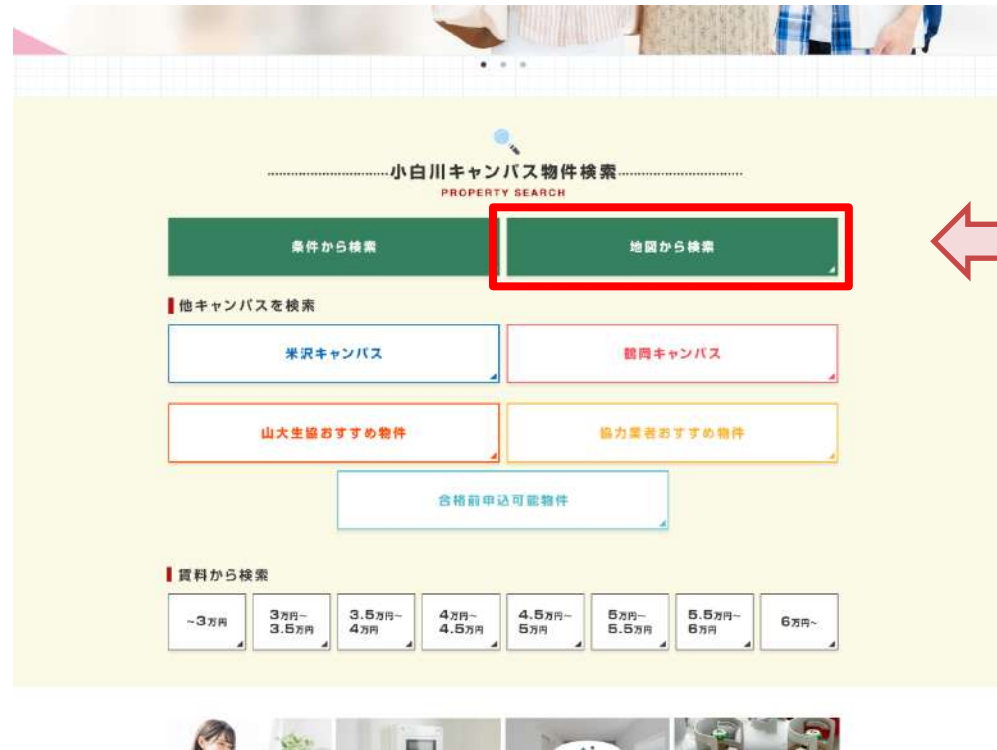 小白川キャンパス物件検索
PROPERTY SEARCH
条件から検索
地図から検索
他キャンパスを検索
米沢キャンパス
鶴岡キャンパス
山大生協おすすめ物件
協力業者おすすめ物件
合格前申込可能物件
賃料から検索
~3万円
3万円~
3.5万円
3.5万円~
4万円
4万円~
4.5万円
4.5万円~
5万円
5万円~
5.5万円
5.5万円~
6万円
6万円~